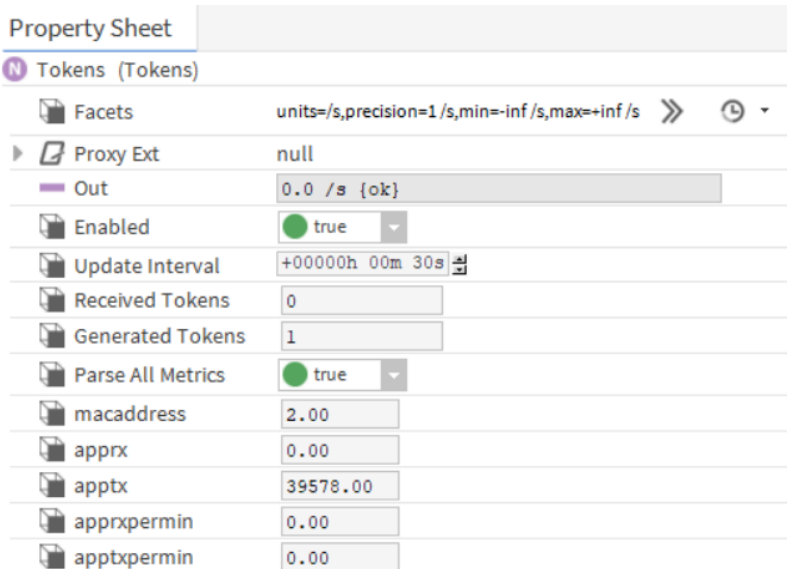 Property Sheet
N Tokens (Tokens)
Facets units=/s,precision=1 /s,min=-inf /s,max=+inf /s
Proxy Ext null
Out 0.0 /s {ok}
Enabled true
Update Interval +00000h 00m 30s
Received Tokens 0
Generated Tokens 1
Parse All Metrics true
macaddress 2.00
apprx 0.00
apptx 39578.00
apprxpermin 0.00
apptxpermin 0.00